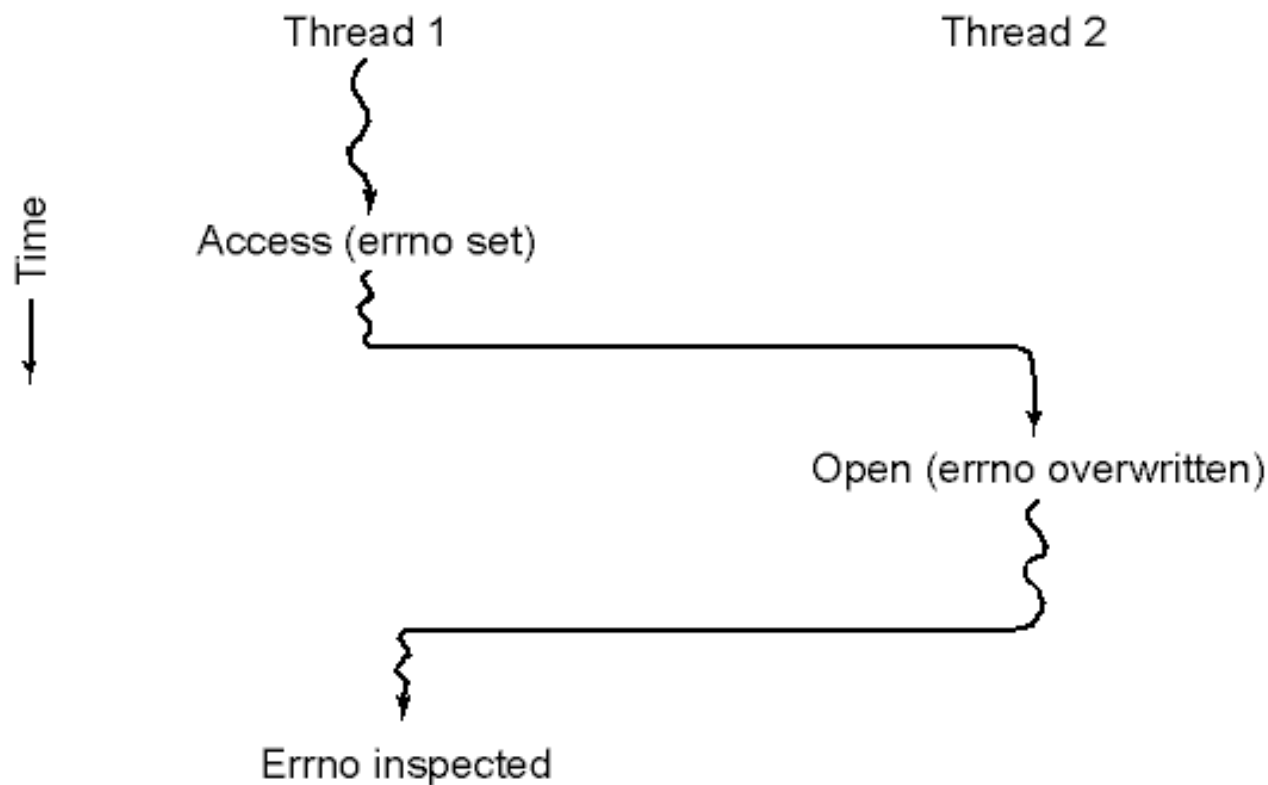 Thread 1
Thread 2
Time
Access (errno set)
Open (errno overwritten)
Errno inspected